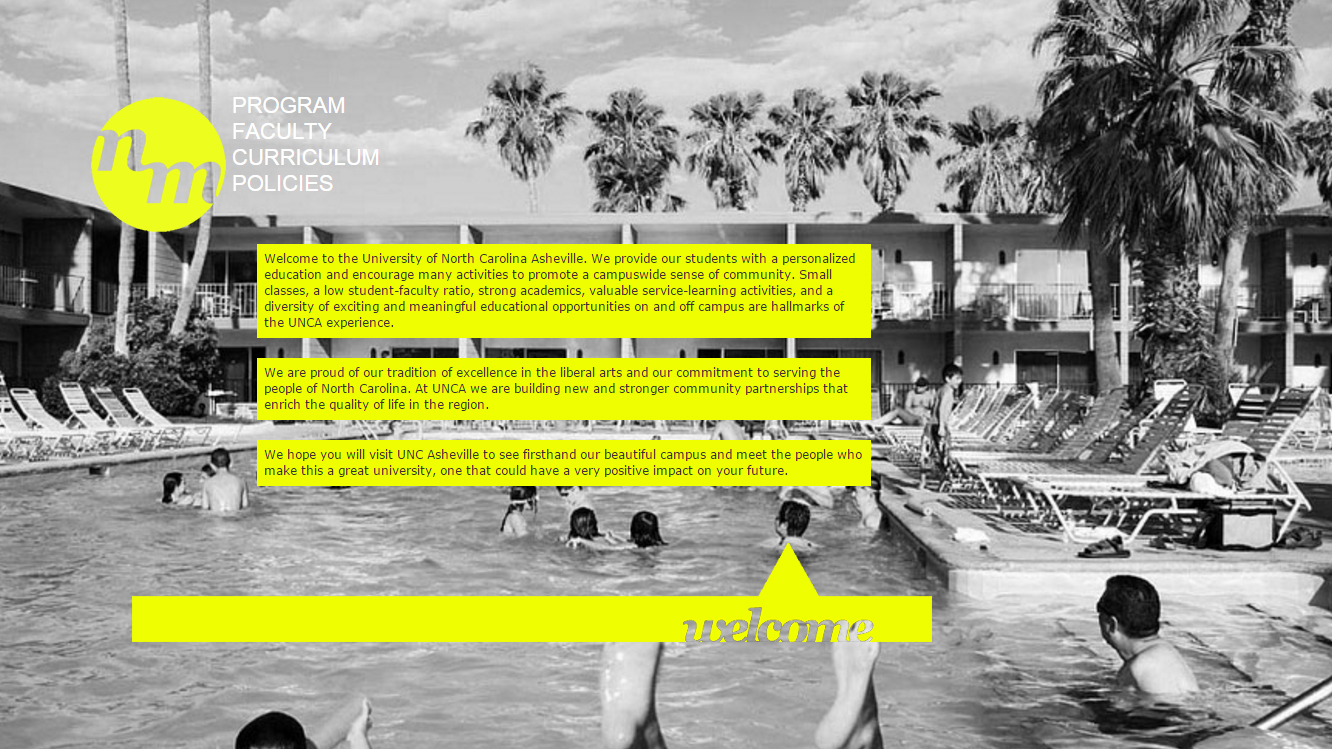 nm
PROGRAM
FACULTY
CURRICULUM
POLICIES
Welcome to the University of North Carolina Asheville. We provide our students with a personalized
education and encourage many activities to promote a campuswide sense of community. Small
classes, a low student-faculty ratio, strong academics, valuable service-learning activities, and a
diversity of exciting and meaningful educational opportunities on and off campus are hallmarks of
the UNCA experience.
We are proud of our tradition of excellence in the liberal arts and our commitment to serving the
people of North Carolina. At UNCA we are building new and stronger community partnerships that
enrich the quality of life in the region.
We hope you will visit UNC Asheville to see firsthand our beautiful campus and meet the people who
make this a great university, one that could have a very positive impact on your future.
welcome